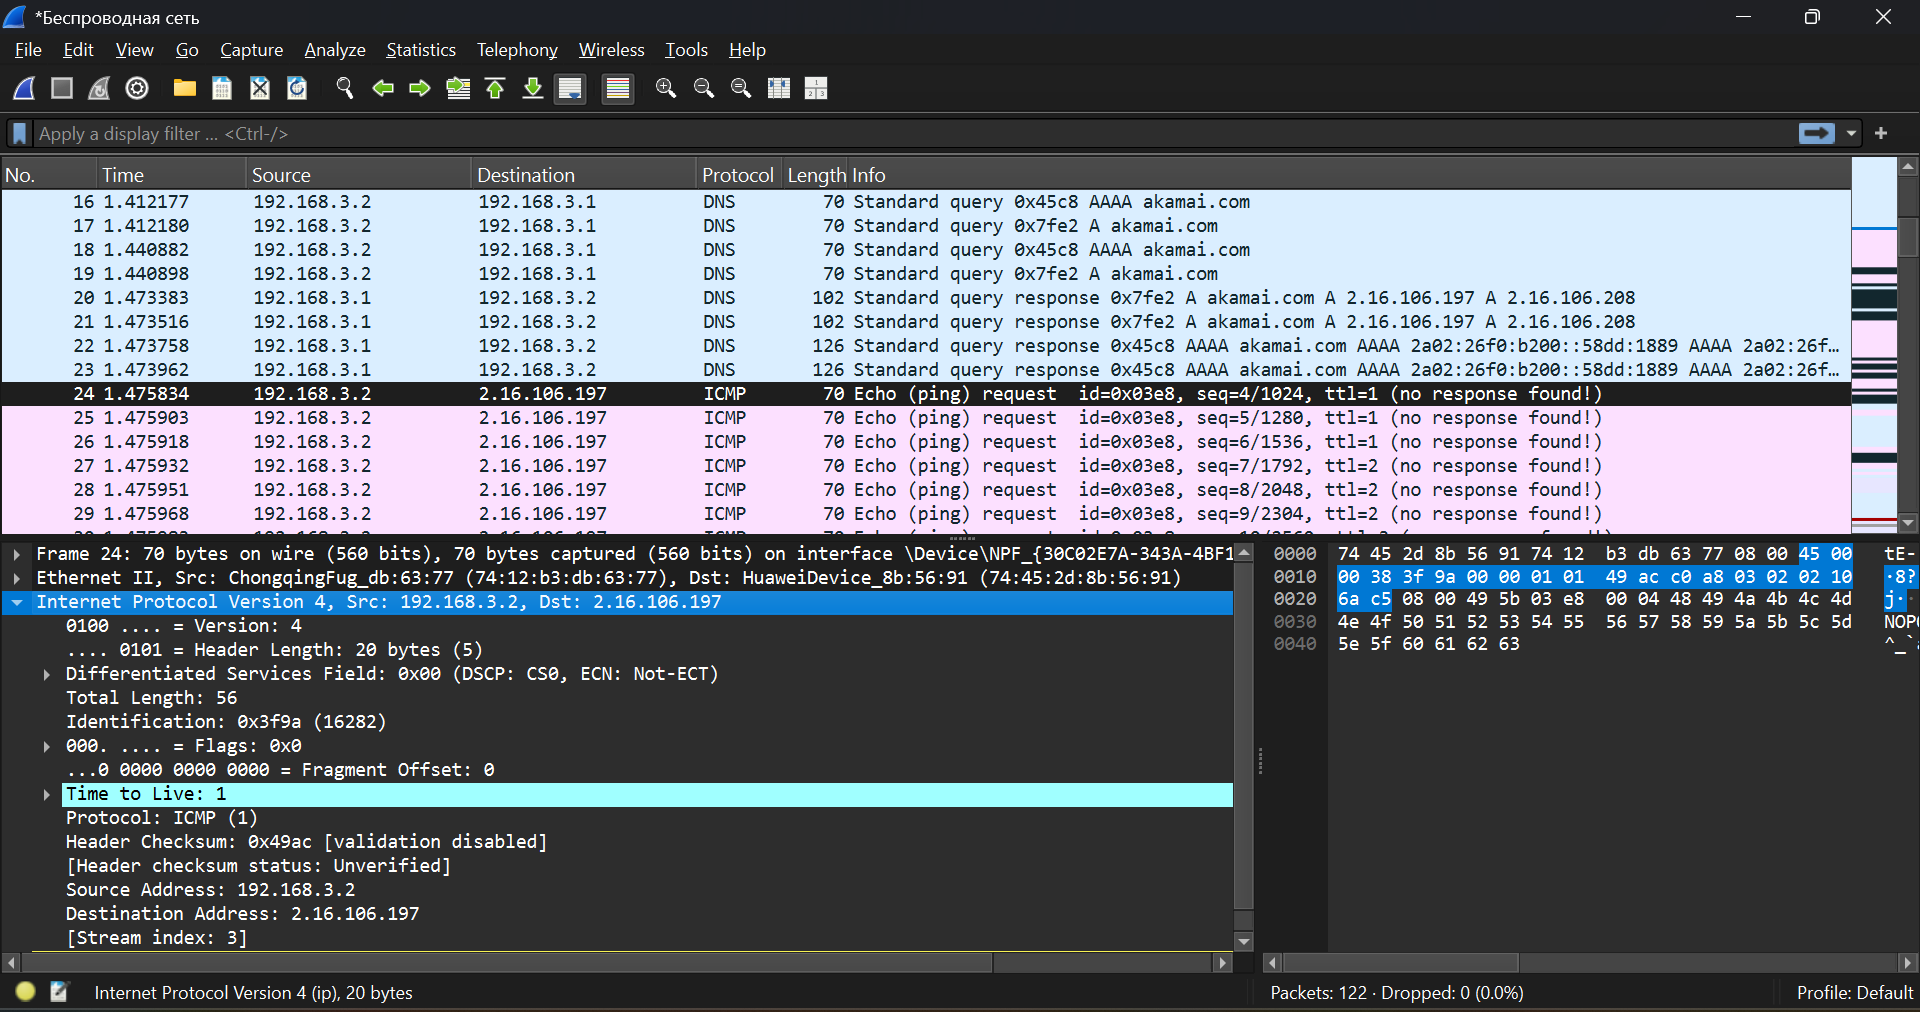 *Беспроводная сеть
File Edit View Go Capture Analyze Statistics Telephony Wireless Tools Help
Apply a display filter ... <Ctrl-/>
No. Time Source Destination Protocol Length Info
16 1.412177 192.168.3.2 192.168.3.1 DNS 70 Standard query 0x45c8 AAAA akamai.com
17 1.412180 192.168.3.2 192.168.3.1 DNS 70 Standard query 0x7fe2 A akamai.com
18 1.440882 192.168.3.2 192.168.3.1 DNS 70 Standard query 0x45c8 AAAA akamai.com
19 1.440898 192.168.3.2 192.168.3.1 DNS 70 Standard query 0x7fe2 A akamai.com
20 1.473383 192.168.3.1 192.168.3.2 DNS 102 Standard query response 0x7fe2 A akamai.com A 2.16.106.197 A 2.16.106.208
21 1.473516 192.168.3.1 192.168.3.2 DNS 102 Standard query response 0x7fe2 A akamai.com A 2.16.106.197 A 2.16.106.208
22 1.473758 192.168.3.1 192.168.3.2 DNS 126 Standard query response 0x45c8 AAAA akamai.com AAAA 2a02:26f0:b200::58dd:1889 AAAA 2a02:26f…
23 1.473962 192.168.3.1 192.168.3.2 DNS 126 Standard query response 0x45c8 AAAA akamai.com AAAA 2a02:26f0:b200::58dd:1889 AAAA 2a02:26f…
24 1.475834 192.168.3.2 2.16.106.197 ICMP 70 Echo (ping) request id=0x03e8, seq=4/1024, ttl=1 (no response found!)
25 1.475903 192.168.3.2 2.16.106.197 ICMP 70 Echo (ping) request id=0x03e8, seq=5/1280, ttl=1 (no response found!)
26 1.475918 192.168.3.2 2.16.106.197 ICMP 70 Echo (ping) request id=0x03e8, seq=6/1536, ttl=1 (no response found!)
27 1.475932 192.168.3.2 2.16.106.197 ICMP 70 Echo (ping) request id=0x03e8, seq=7/1792, ttl=2 (no response found!)
28 1.475951 192.168.3.2 2.16.106.197 ICMP 70 Echo (ping) request id=0x03e8, seq=8/2048, ttl=2 (no response found!)
29 1.475968 192.168.3.2 2.16.106.197 ICMP 70 Echo (ping) request id=0x03e8, seq=9/2304, ttl=2 (no response found!)
Frame 24: 70 bytes on wire (560 bits), 70 bytes captured (560 bits) on interface \Device\NPF_{30C02E7A-343A-4BF1
Ethernet II, Src: ChongqingFug_db:63:77 (74:12:b3:db:63:77), Dst: HuaweiDevice_8b:56:91 (74:45:2d:8b:56:91)
Internet Protocol Version 4, Src: 192.168.3.2, Dst: 2.16.106.197
0100 .... = Version: 4
.... 0101 = Header Length: 20 bytes (5)
Differentiated Services Field: 0x00 (DSCP: CS0, ECN: Not-ECT)
Total Length: 56
Identification: 0x3f9a (16282)
000. .... = Flags: 0x0
...0 0000 0000 0000 = Fragment Offset: 0
Time to Live: 1
Protocol: ICMP (1)
Header Checksum: 0x49ac [validation disabled]
[Header checksum status: Unverified]
Source Address: 192.168.3.2
Destination Address: 2.16.106.197
[Stream index: 3]
0000 74 45 2d 8b 56 91 74 12 b3 db 63 77 08 00 45 00 tE-
0010 00 38 3f 9a 00 00 01 01 49 ac c0 a8 03 02 02 10 ·8?
0020 6a c5 08 00 49 5b 03 e8 00 04 48 49 4a 4b 4c 4d j··
0030 4e 4f 50 51 52 53 54 55 56 57 58 59 5a 5b 5c 5d NOP
0040 5e 5f 60 61 62 63 ^_`
Internet Protocol Version 4 (ip), 20 bytes
Packets: 122 · Dropped: 0 (0.0%)
Profile: Default